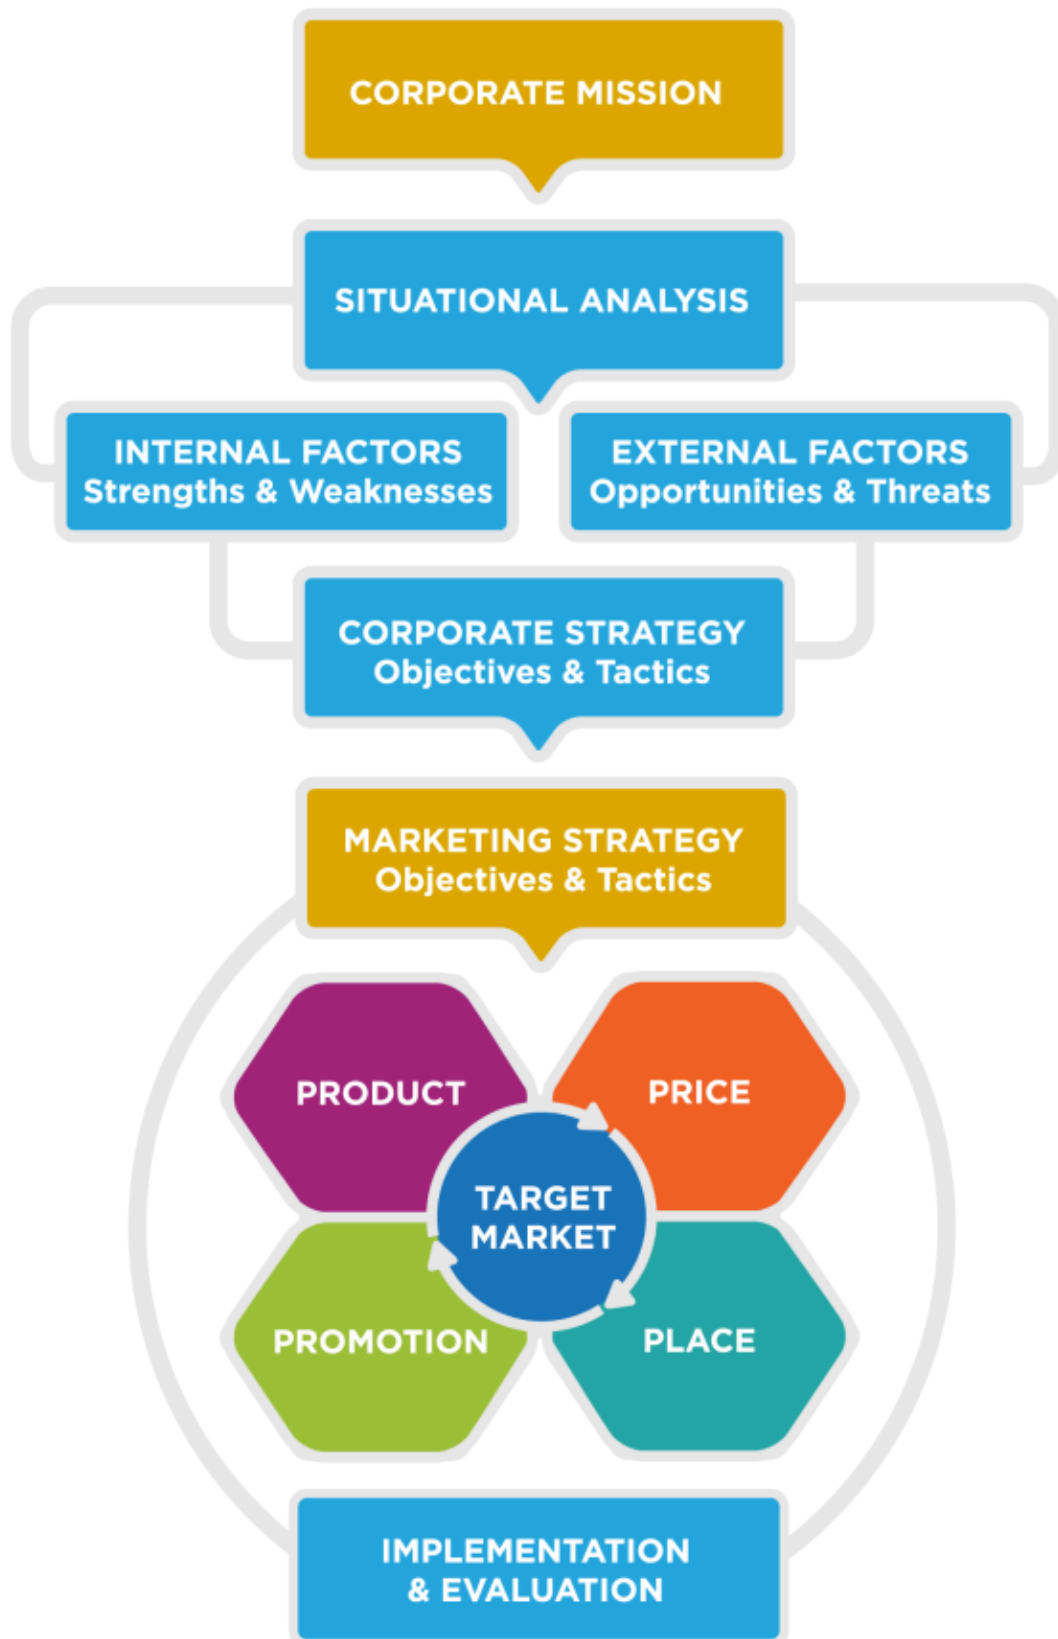 CORPORATE MISSION
SITUATIONAL ANALYSIS
INTERNAL FACTORS
Strengths & Weaknesses
EXTERNAL FACTORS
Opportunities & Threats
CORPORATE STRATEGY
Objectives & Tactics
MARKETING STRATEGY
Objectives & Tactics
PRODUCT
PRICE
TARGET
MARKET
PROMOTION
PLACE
IMPLEMENTATION
& EVALUATION